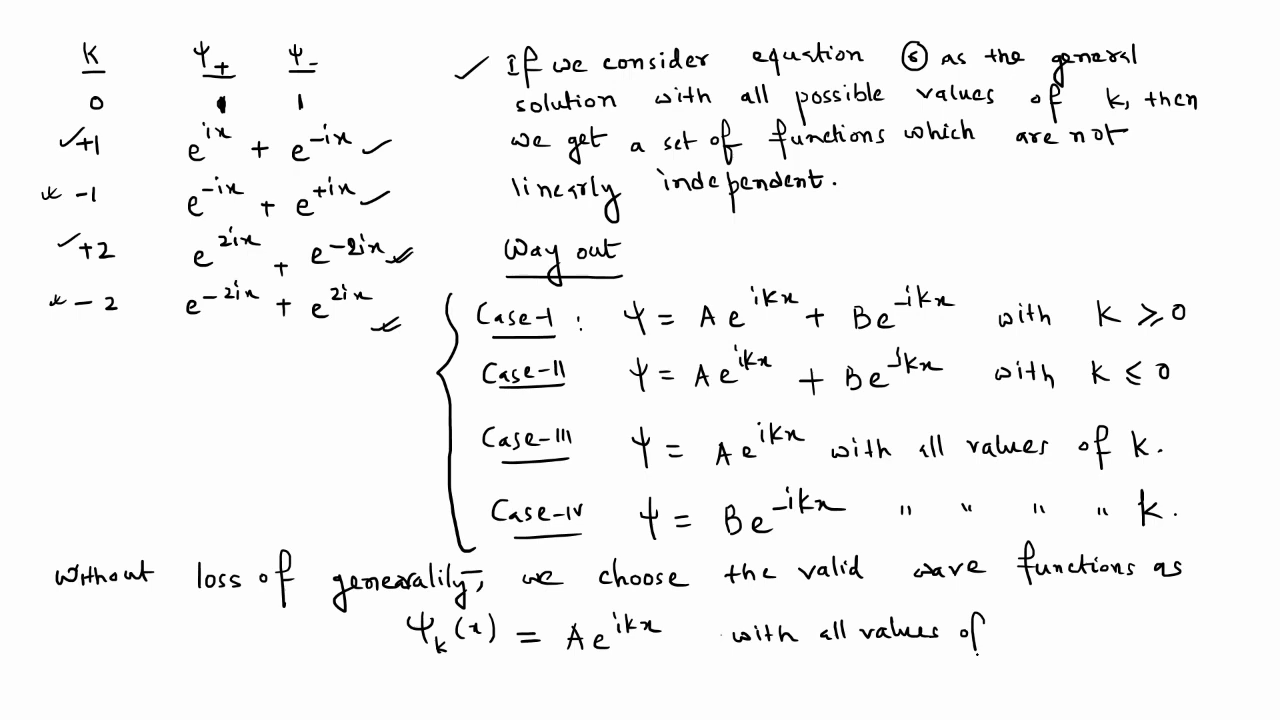 K ψ₊ ψ₋
0 1 1
✓+1 e^{ix} + e^{-ix} ✓
× -1 e^{-ix} + e^{+ix} ✓
✓+2 e^{2ix} + e^{-2ix} ✓
× -2 e^{-2ix} + e^{2ix} ✓
✓ If we consider equation ⑥ as the general
solution with all possible values of k, then
we get a set of functions which are not
linearly independent.
Way out
Case-I : ψ = Ae^{ikx} + Be^{-ikx} with k ⩾ 0
Case-II ψ = Ae^{ikx} + Be^{-ikx} with k ⩽ 0
Case-III ψ = Ae^{ikx} with all values of k.
Case-IV ψ = Be^{-ikx} " " " " k.
Without loss of generality, we choose the valid wave functions as
ψ_k(x) = Ae^{ikx} with all values of